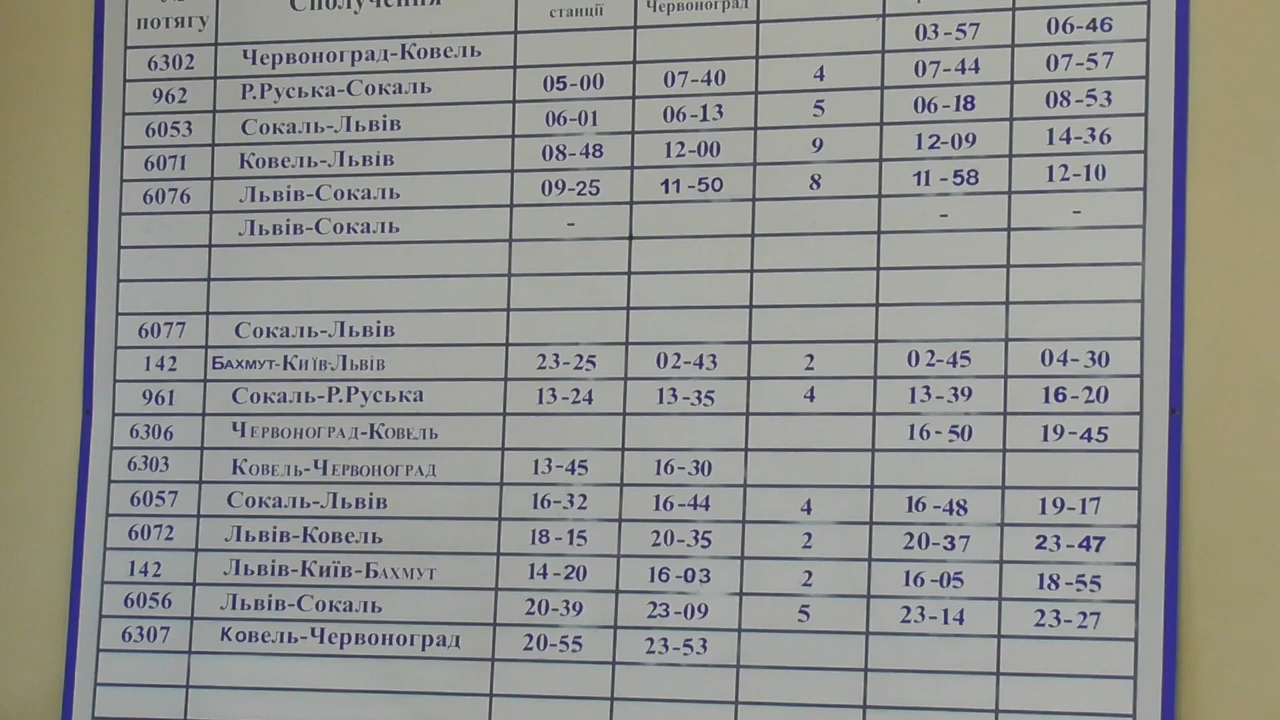 потягу Сполучення станції Червоноград
6302 Червоноград-Ковель 03-57 06-46
962 Р.Руська-Сокаль 05-00 07-40 4 07-44 07-57
6053 Сокаль-Львів 06-01 06-13 5 06-18 08-53
6071 Ковель-Львів 08-48 12-00 9 12-09 14-36
6076 Львів-Сокаль 09-25 11-50 8 11-58 12-10
Львів-Сокаль - - -
6077 Сокаль-Львів
142 Бахмут-Київ-Львів 23-25 02-43 2 02-45 04-30
961 Сокаль-Р.Руська 13-24 13-35 4 13-39 16-20
6306 Червоноград-Ковель 16-50 19-45
6303 Ковель-Червоноград 13-45 16-30
6057 Сокаль-Львів 16-32 16-44 4 16-48 19-17
6072 Львів-Ковель 18-15 20-35 2 20-37 23-47
142 Львів-Київ-Бахмут 14-20 16-03 2 16-05 18-55
6056 Львів-Сокаль 20-39 23-09 5 23-14 23-27
6307 Ковель-Червоноград 20-55 23-53